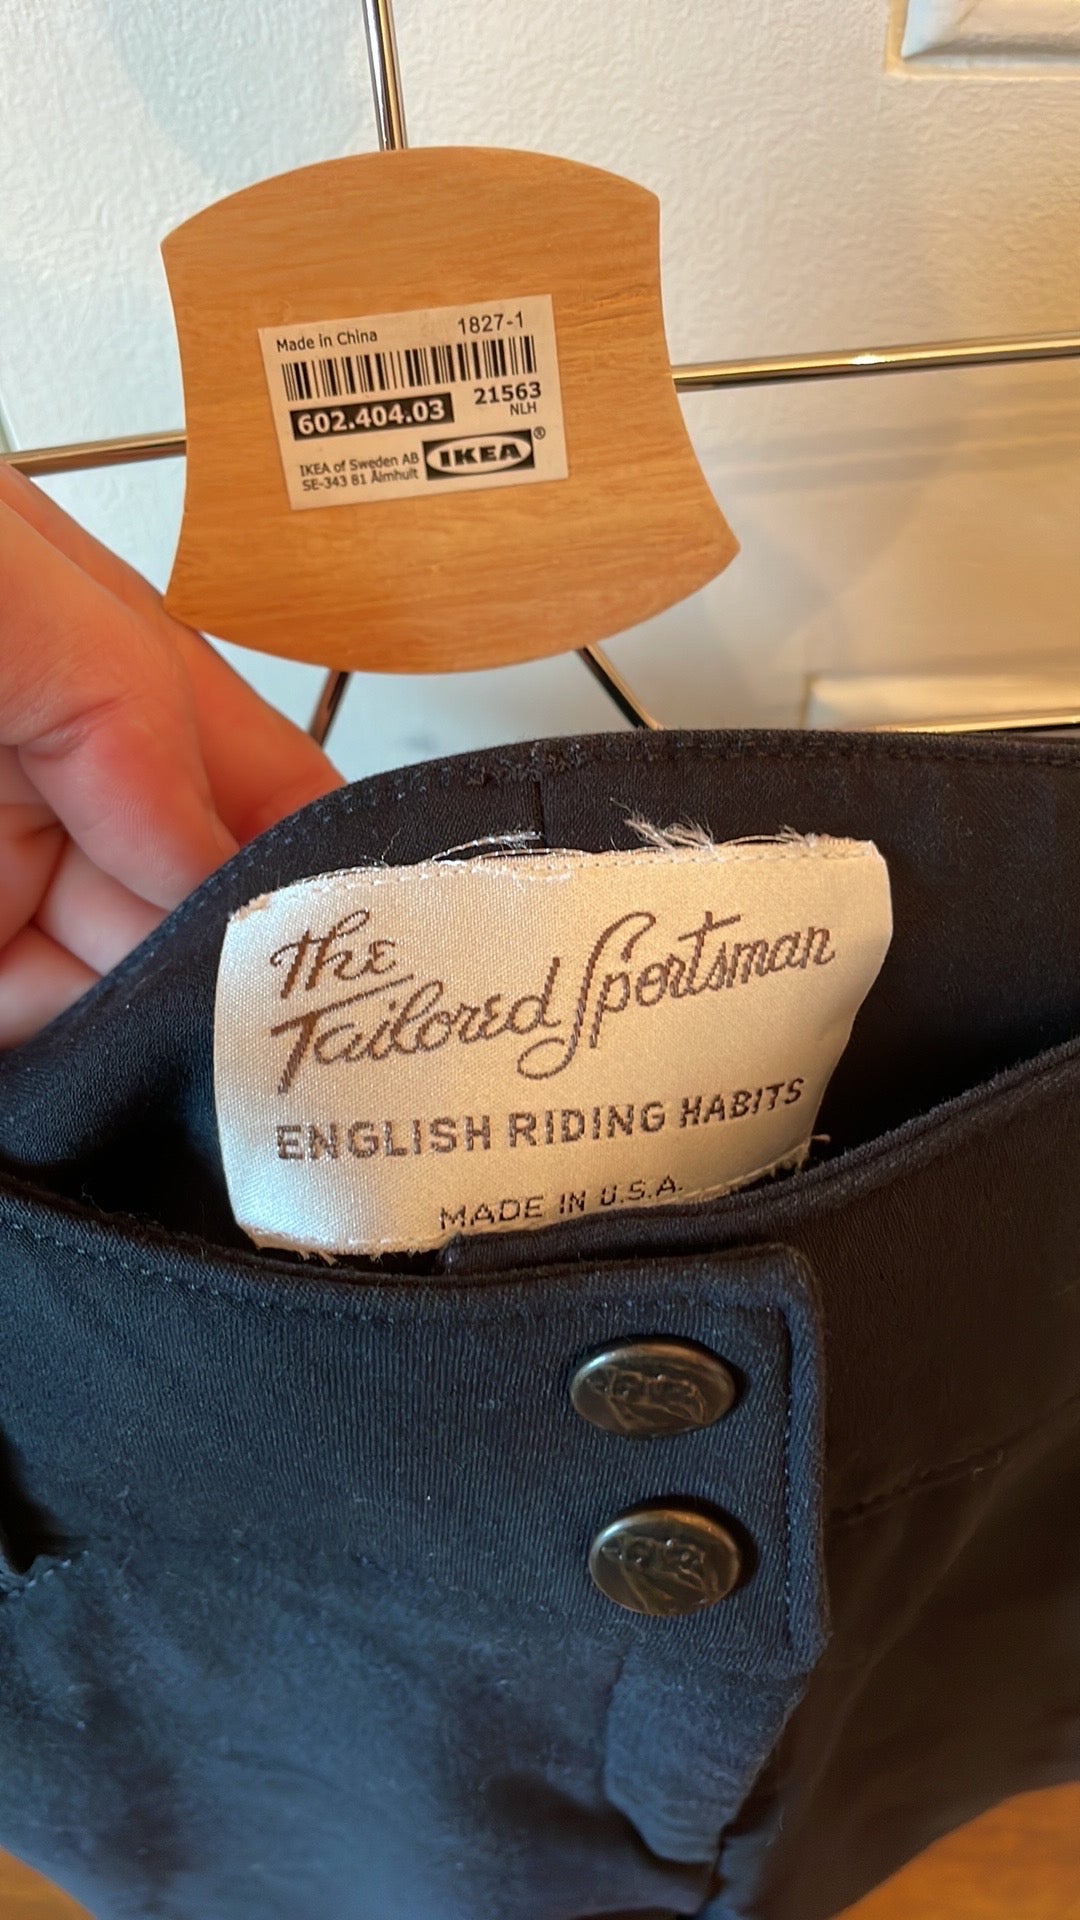 Made in China 1827-1
602.404.03 21563
NLH
IKEA of Sweden AB
SE-343 81 Älmhult
IKEA®
The
Tailored Sportsman
ENGLISH RIDING HABITS
MADE IN U.S.A.